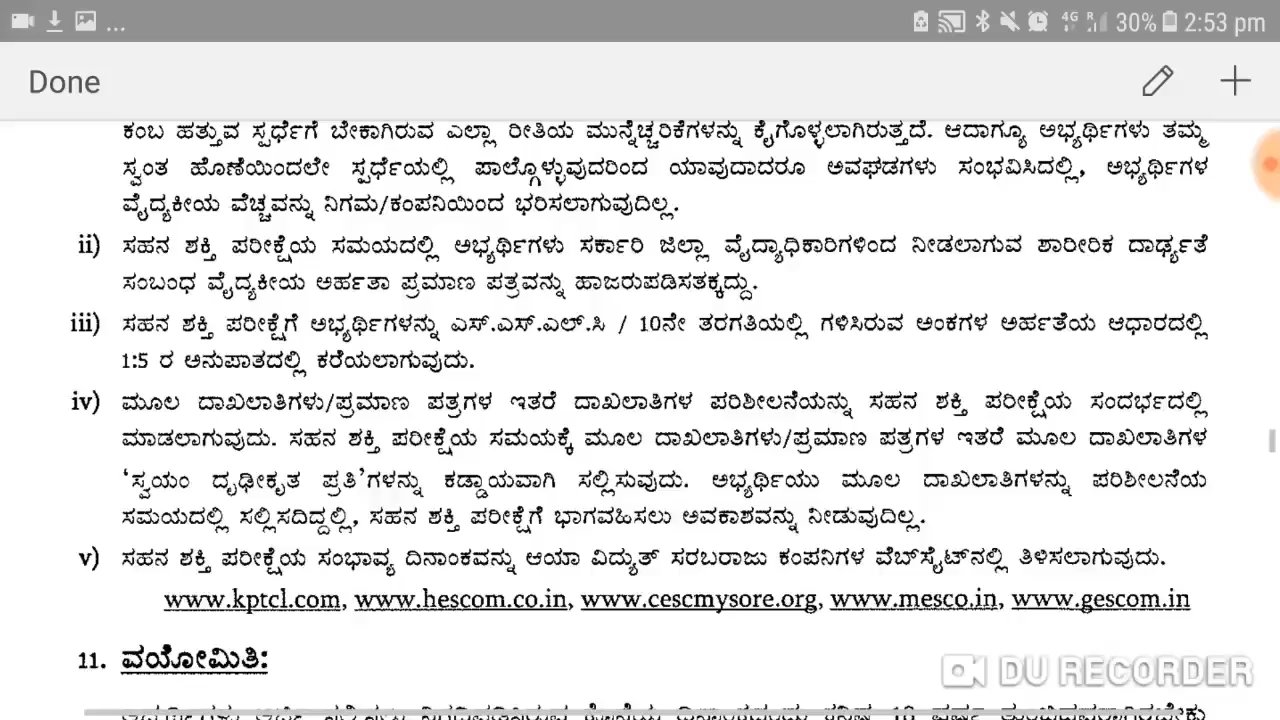 ... 4G R 30% 2:53 pm
Done
ಕಂಬ ಹತ್ತುವ ಸ್ಪರ್ಧೆಗೆ ಬೇಕಾಗಿರುವ ಎಲ್ಲಾ ರೀತಿಯ ಮುನ್ನೆಚ್ಚರಿಕೆಗಳನ್ನು ಕೈಗೊಳ್ಳಲಾಗಿರುತ್ತದೆ. ಆದಾಗ್ಯೂ ಅಭ್ಯರ್ಥಿಗಳು ತಮ್ಮ
ಸ್ವಂತ ಹೊಣೆಯಿಂದಲೇ ಸ್ಪರ್ಧೆಯಲ್ಲಿ ಪಾಲ್ಗೊಳ್ಳುವುದರಿಂದ ಯಾವುದಾದರೂ ಅವಘಡಗಳು ಸಂಭವಿಸಿದಲ್ಲಿ, ಅಭ್ಯರ್ಥಿಗಳ
ವೈದ್ಯಕೀಯ ವೆಚ್ಚವನ್ನು ನಿಗಮ/ಕಂಪನಿಯಿಂದ ಭರಿಸಲಾಗುವುದಿಲ್ಲ.
ii) ಸಹನ ಶಕ್ತಿ ಪರೀಕ್ಷೆಯ ಸಮಯದಲ್ಲಿ ಅಭ್ಯರ್ಥಿಗಳು ಸರ್ಕಾರಿ ಜಿಲ್ಲಾ ವೈದ್ಯಾಧಿಕಾರಿಗಳಿಂದ ನೀಡಲಾಗುವ ಶಾರೀರಿಕ ದಾರ್ಢ್ಯತೆ
ಸಂಬಂಧ ವೈದ್ಯಕೀಯ ಅರ್ಹತಾ ಪ್ರಮಾಣ ಪತ್ರವನ್ನು ಹಾಜರುಪಡಿಸತಕ್ಕದ್ದು.
iii) ಸಹನ ಶಕ್ತಿ ಪರೀಕ್ಷೆಗೆ ಅಭ್ಯರ್ಥಿಗಳನ್ನು ಎಸ್.ಎಸ್.ಎಲ್.ಸಿ / 10ನೇ ತರಗತಿಯಲ್ಲಿ ಗಳಿಸಿರುವ ಅಂಕಗಳ ಅರ್ಹತೆಯ ಆಧಾರದಲ್ಲಿ
1:5 ರ ಅನುಪಾತದಲ್ಲಿ ಕರೆಯಲಾಗುವುದು.
iv) ಮೂಲ ದಾಖಲಾತಿಗಳು/ಪ್ರಮಾಣ ಪತ್ರಗಳ ಇತರೆ ದಾಖಲಾತಿಗಳ ಪರಿಶೀಲನೆಯನ್ನು ಸಹನ ಶಕ್ತಿ ಪರೀಕ್ಷೆಯ ಸಂದರ್ಭದಲ್ಲಿ
ಮಾಡಲಾಗುವುದು. ಸಹನ ಶಕ್ತಿ ಪರೀಕ್ಷೆಯ ಸಮಯಕ್ಕೆ ಮೂಲ ದಾಖಲಾತಿಗಳು/ಪ್ರಮಾಣ ಪತ್ರಗಳ ಇತರೆ ಮೂಲ ದಾಖಲಾತಿಗಳ
‘ಸ್ವಯಂ ದೃಢೀಕೃತ ಪ್ರತಿ’ಗಳನ್ನು ಕಡ್ಡಾಯವಾಗಿ ಸಲ್ಲಿಸುವುದು. ಅಭ್ಯರ್ಥಿಯು ಮೂಲ ದಾಖಲಾತಿಗಳನ್ನು ಪರಿಶೀಲನೆಯ
ಸಮಯದಲ್ಲಿ ಸಲ್ಲಿಸದಿದ್ದಲ್ಲಿ, ಸಹನ ಶಕ್ತಿ ಪರೀಕ್ಷೆಗೆ ಭಾಗವಹಿಸಲು ಅವಕಾಶವನ್ನು ನೀಡುವುದಿಲ್ಲ.
v) ಸಹನ ಶಕ್ತಿ ಪರೀಕ್ಷೆಯ ಸಂಭಾವ್ಯ ದಿನಾಂಕವನ್ನು ಆಯಾ ವಿದ್ಯುತ್ ಸರಬರಾಜು ಕಂಪನಿಗಳ ವೆಬ್‌ಸೈಟ್‌ನಲ್ಲಿ ತಿಳಿಸಲಾಗುವುದು.
www.kptcl.com, www.hescom.co.in, www.cescmysore.org, www.mesco.in, www.gescom.in
11. ವಯೋಮಿತಿ:
DU RECORDER